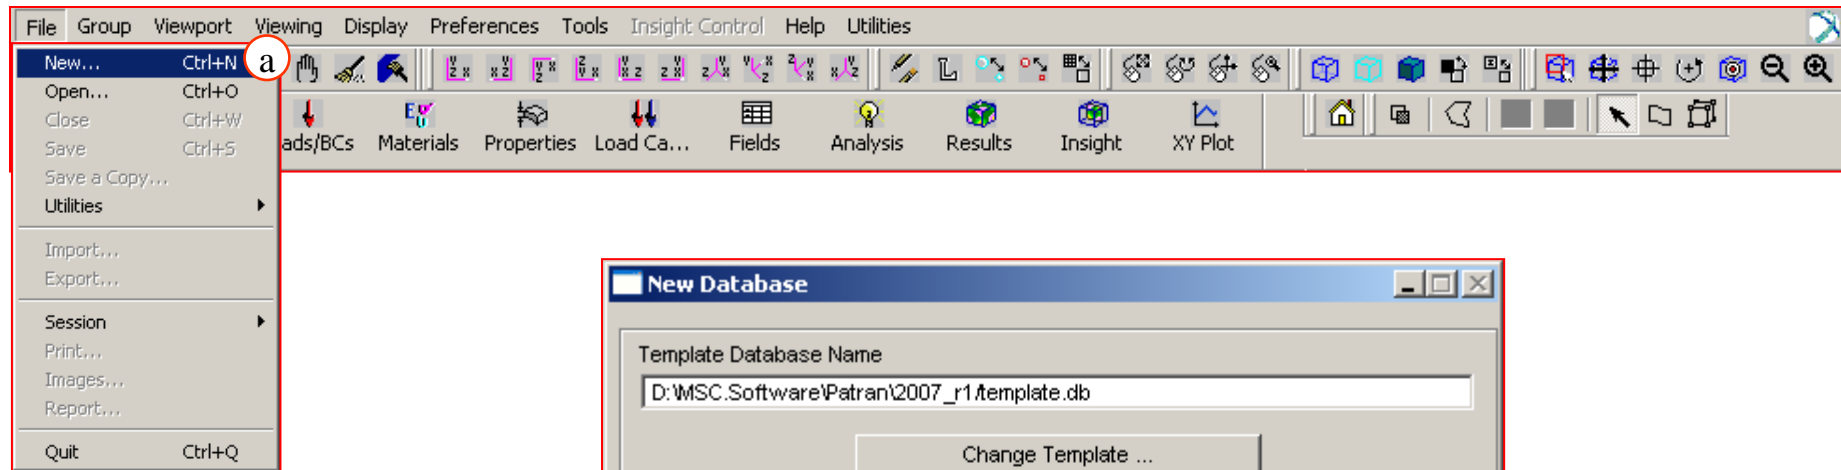 File Group Viewport Viewing Display Preferences Tools Insight Control Help Utilities
New... Ctrl+N a
Open... Ctrl+O
Close Ctrl+W
Save Ctrl+S
Save a Copy...
Utilities
Import...
Export...
Session
Print...
Images...
Report...
Quit Ctrl+Q
ads/BCs Materials Properties Load Ca... Fields Analysis Results Insight XY Plot
New Database
Template Database Name
D:\MSC.Software\Patran\2007_r1/template.db
Change Template ...